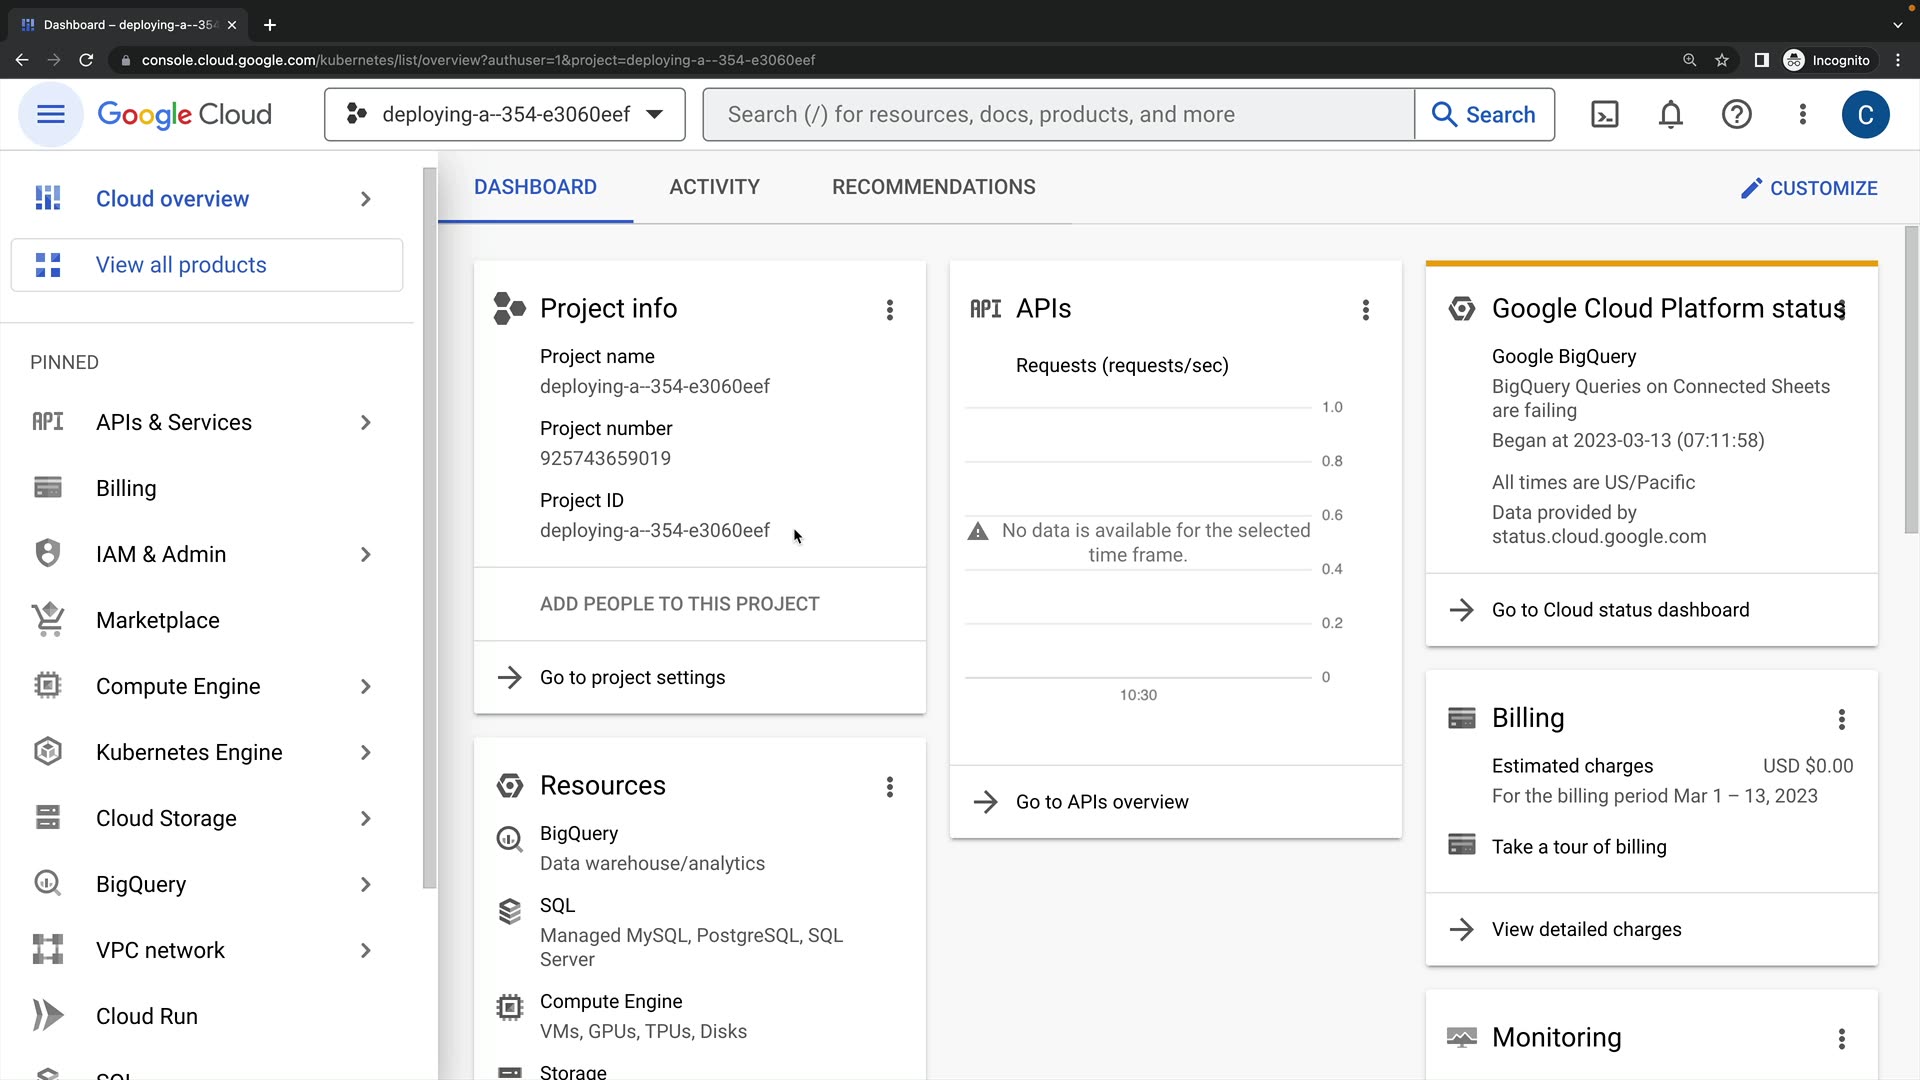 Dashboard – deploying-a--354
console.cloud.google.com/kubernetes/list/overview?authuser=1&project=deploying-a--354-e3060eef
Incognito
Google Cloud
deploying-a--354-e3060eef
Search (/) for resources, docs, products, and more
Search
C
Cloud overview
View all products
PINNED
API
APIs & Services
Billing
IAM & Admin
Marketplace
Compute Engine
Kubernetes Engine
Cloud Storage
BigQuery
VPC network
Cloud Run
SQL
DASHBOARD
ACTIVITY
RECOMMENDATIONS
CUSTOMIZE
Project info
Project name
deploying-a--354-e3060eef
Project number
925743659019
Project ID
deploying-a--354-e3060eef
ADD PEOPLE TO THIS PROJECT
Go to project settings
Resources
BigQuery
Data warehouse/analytics
SQL
Managed MySQL, PostgreSQL, SQL
Server
Compute Engine
VMs, GPUs, TPUs, Disks
Storage
API
APIs
Requests (requests/sec)
1.0
0.8
0.6
No data is available for the selected
time frame.
0.4
0.2
0
10:30
Go to APIs overview
Google Cloud Platform status
Google BigQuery
BigQuery Queries on Connected Sheets
are failing
Began at 2023-03-13 (07:11:58)
All times are US/Pacific
Data provided by
status.cloud.google.com
Go to Cloud status dashboard
Billing
Estimated charges
USD $0.00
For the billing period Mar 1 – 13, 2023
Take a tour of billing
View detailed charges
Monitoring